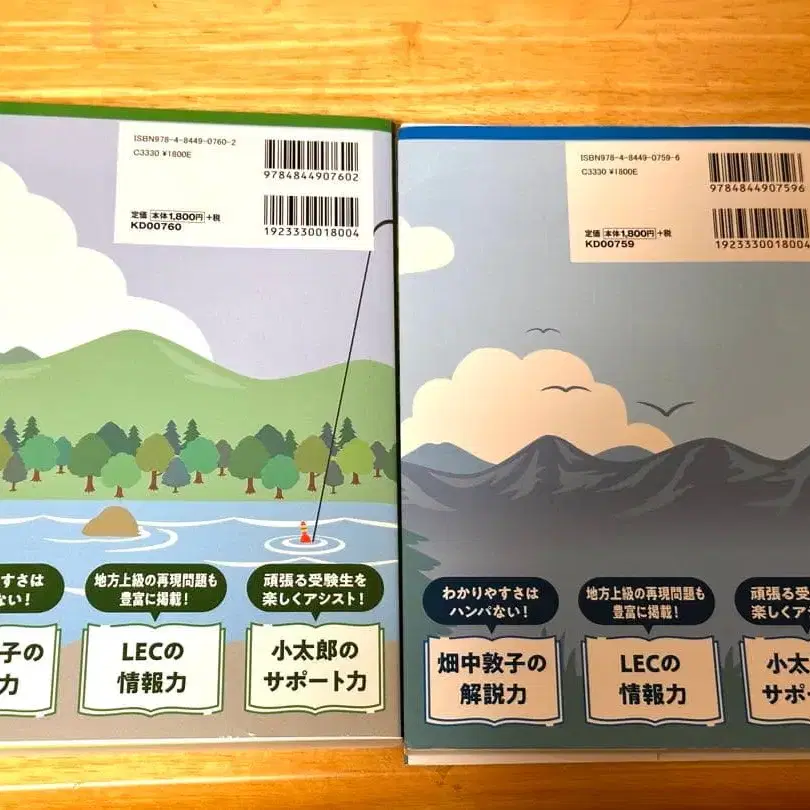 ISBN978-4-8449-0760-2
C3330 ¥1800E
9784844907602
定価 本体1,800円 +税
KD00760
1923330018004
すさは
ない!
子の
力
地方上級の再現問題も
豊富に掲載!
LECの
情報力
頑張る受験生を
楽しくアシスト!
小太郎の
サポート力
ISBN978-4-8449-0759-6
C3330 ¥1800E
9784844907596
定価 本体1,800円 +税
KD00759
1923330018004
わかりやすさは
ハンパない!
畑中敦子の
解説力
地方上級の再現問題も
豊富に掲載!
LECの
情報力
頑張る受
楽しくア
小太
サポ